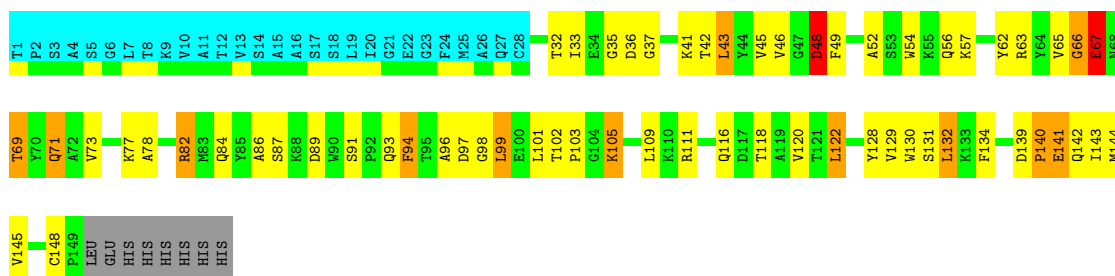 T1 P2 S3 A4 S5 G6 L7 T8 K9 V10 A11 T12 V13 S14 A15 A16 S17 S18 L19 I20 G21 E22 G23 F24 M25 A26 Q27 C28 T32 I33 E34 G35 D36 G37 K41 T42 L43 Y44 V45 V46 G47 D48 F49 A52 S53 W54 K55 Q56 K57 Y62 R63 Y64 V65 G66 E67 N68
T69 Y70 Q71 A72 V73 K77 A78 R82 M83 Q84 Y85 A86 S87 K88 D89 W90 S91 P92 Q93 F94 T95 A96 D97 G98 L99 E100 L101 T102 P103 G104 K105 L109 K110 R111 Q116 D117 T118 A119 V120 T121 L122 Y128 V129 W130 S131 L132 K133 F134 D139 P140 E141 Q142 I143 M144
V145 C148 P149 LEU GLU HIS HIS HIS HIS HIS HIS